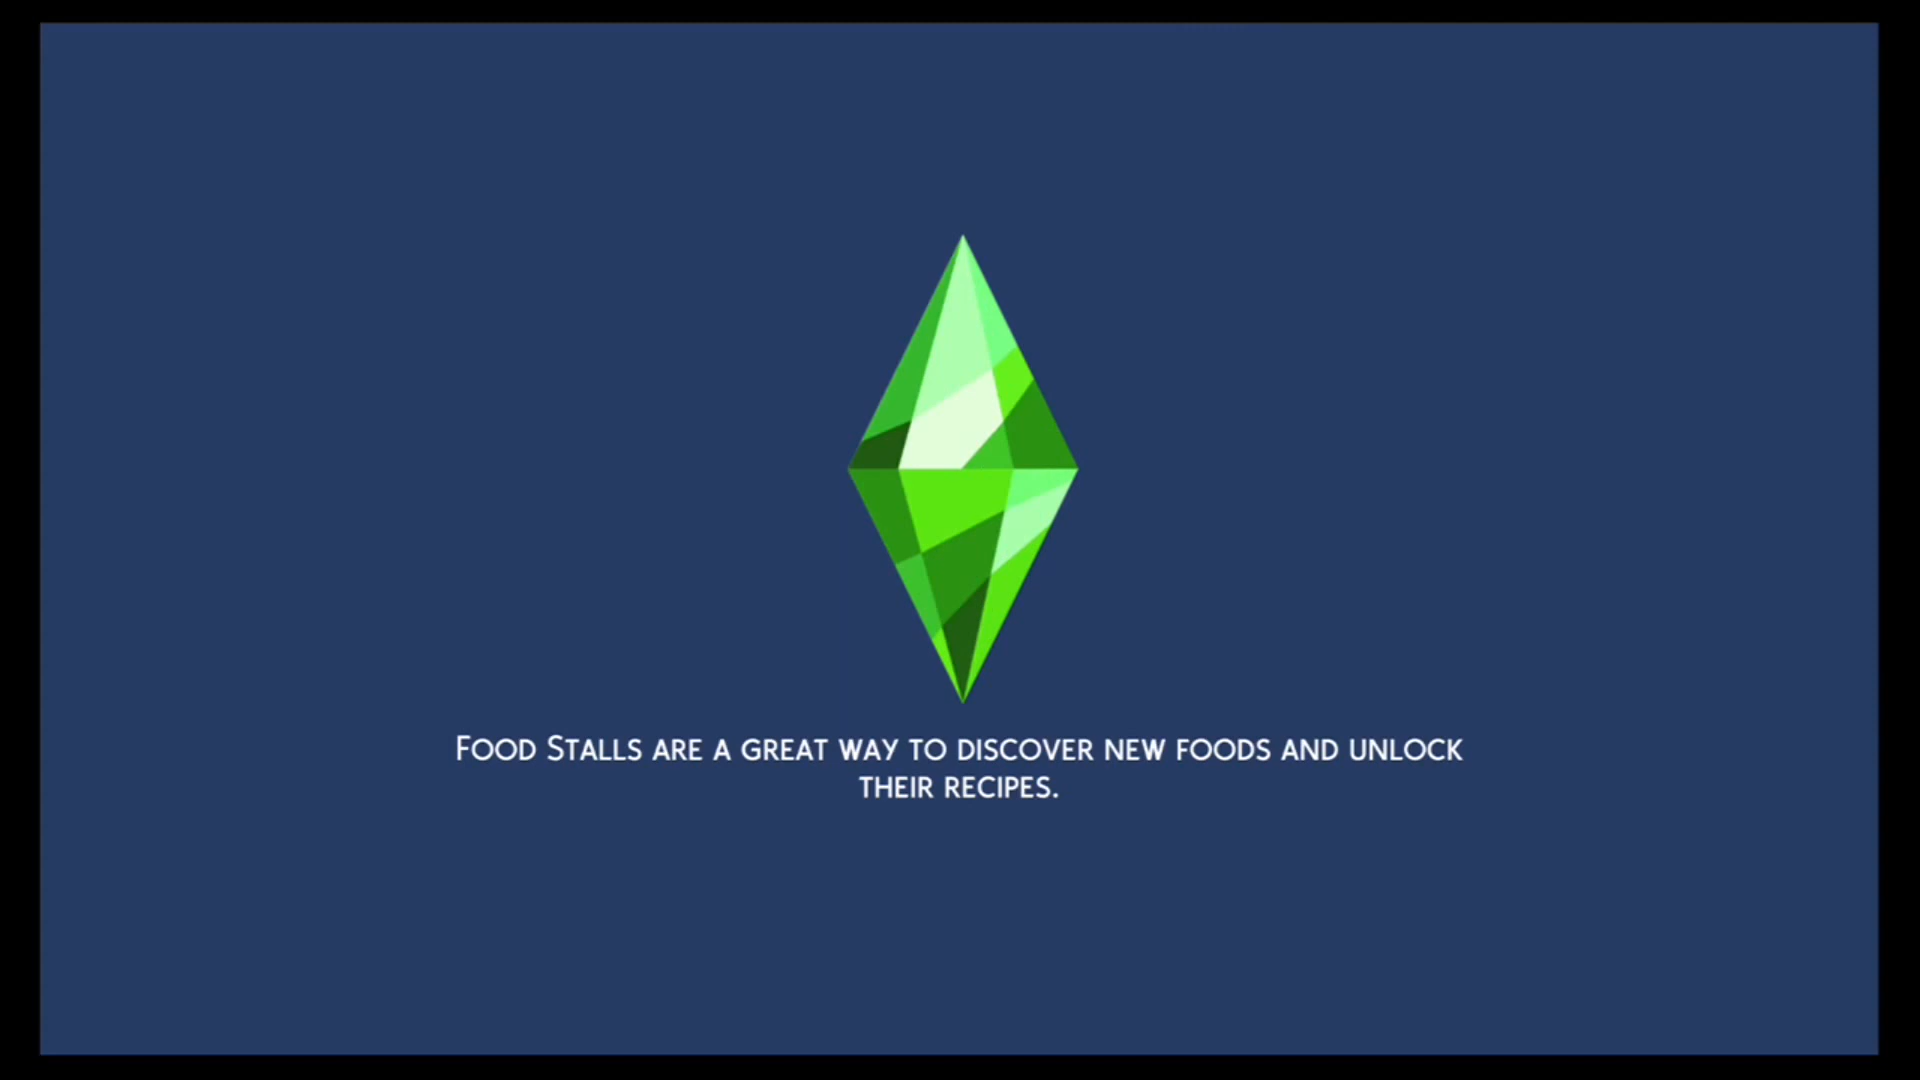 Food Stalls are a great way to discover new foods and unlock
their recipes.